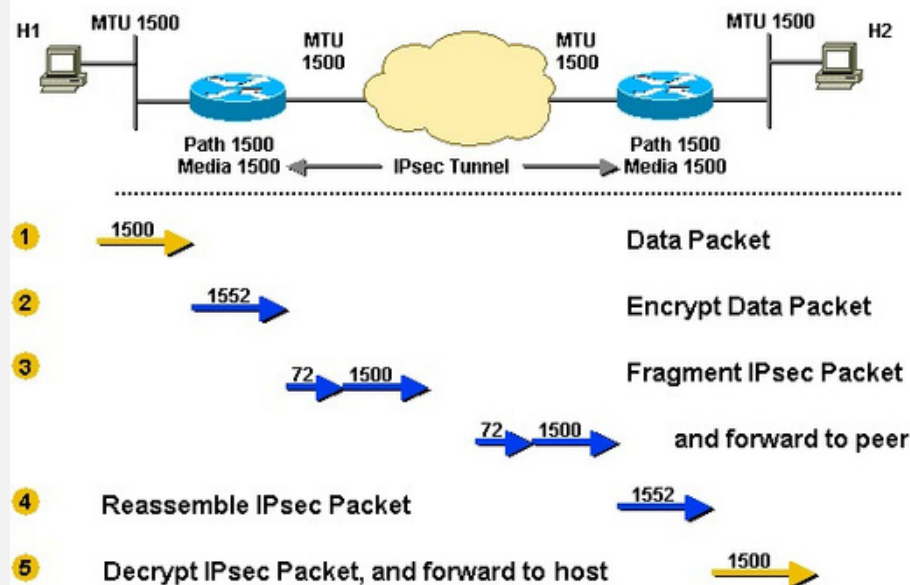 H1
MTU 1500
MTU
1500
MTU
1500
MTU 1500
H2
Path 1500
Media 1500
IPsec Tunnel
Path 1500
Media 1500
1
1500
Data Packet
2
1552
Encrypt Data Packet
3
72
1500
Fragment IPsec Packet
72
1500
and forward to peer
4
Reassemble IPsec Packet
1552
5
Decrypt IPsec Packet, and forward to host
1500